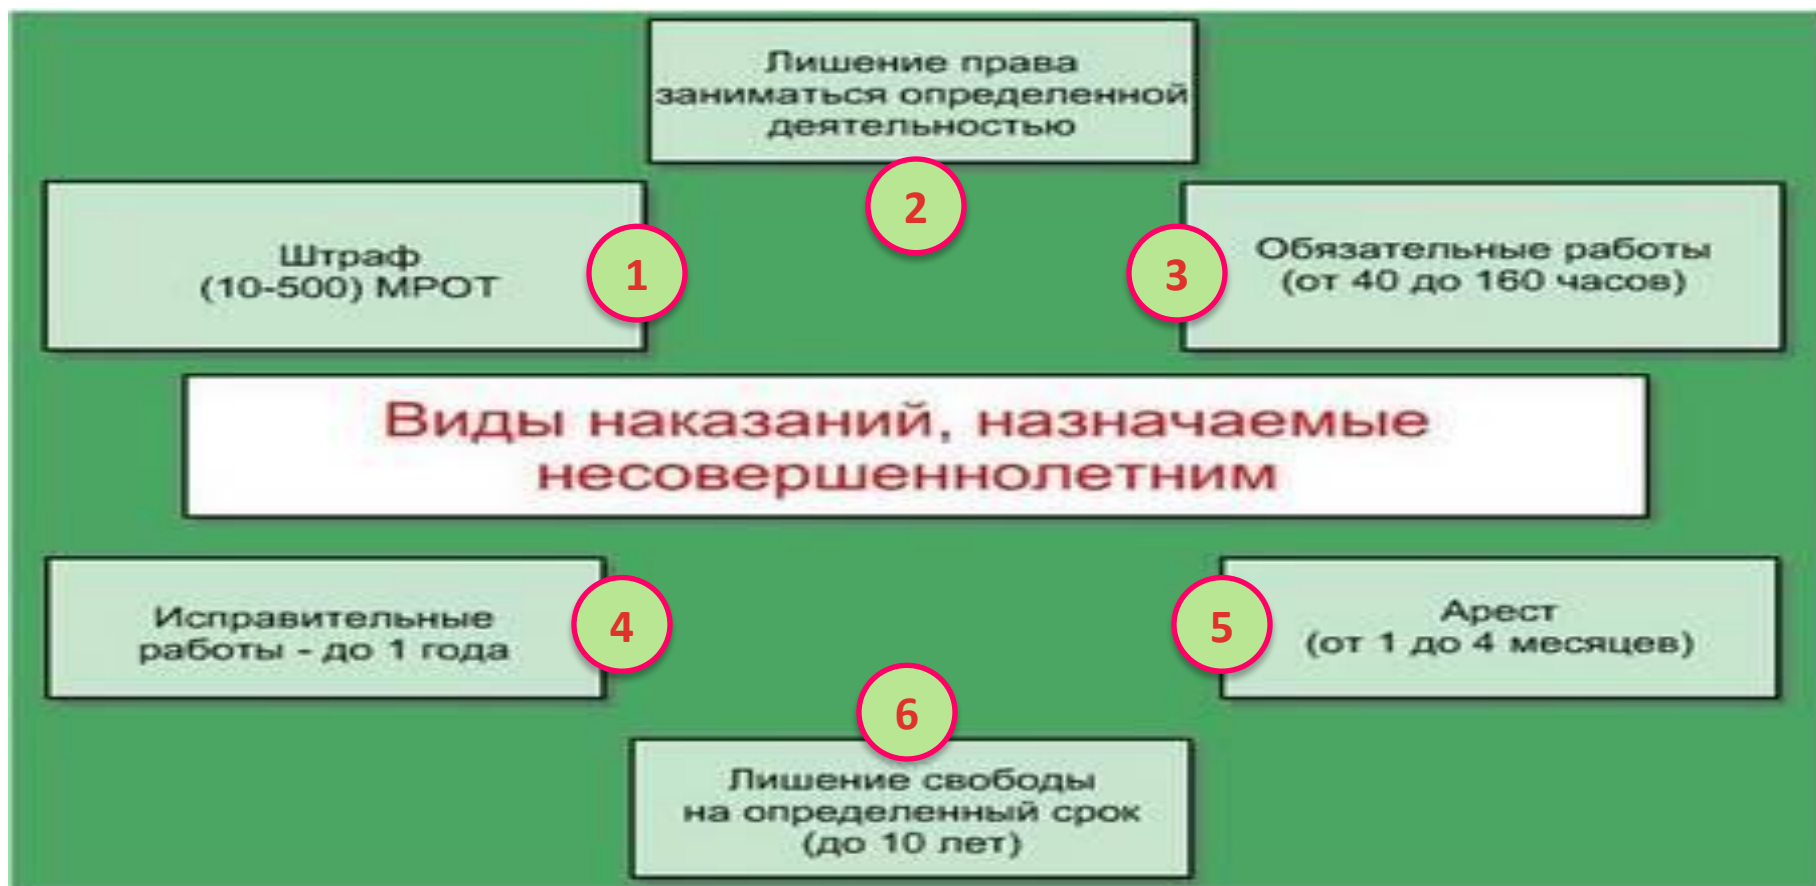 Лишение права
заниматься определенной
деятельностью
2
Штраф
(10-500) МРОТ
1
3
Обязательные работы
(от 40 до 160 часов)
Виды наказаний, назначаемые
несовершеннолетним
Исправительные
работы - до 1 года
4
5
Арест
(от 1 до 4 месяцев)
6
Лишение свободы
на определенный срок
(до 10 лет)